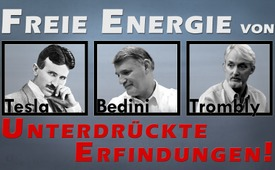 FREIE ENERGIE VON
Tesla Bedini Trombly
UNTERDRÜCKTE
ERFINDUNGEN!